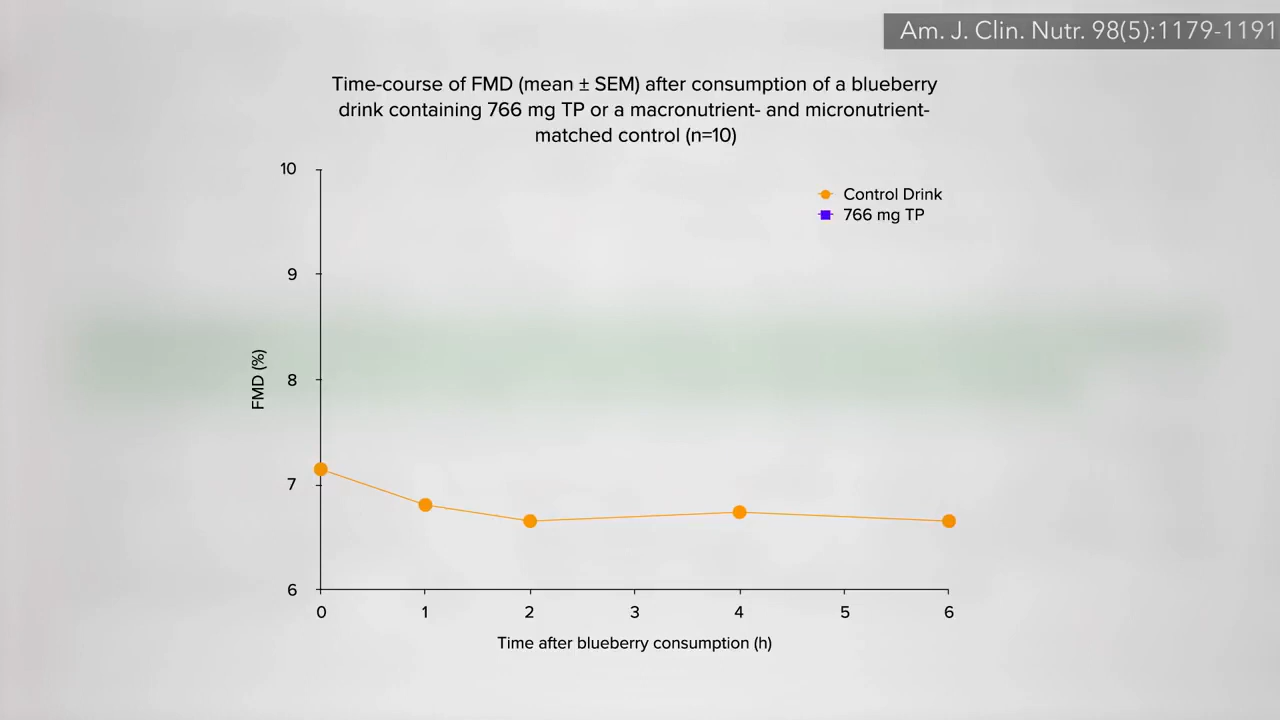 Am. J. Clin. Nutr. 98(5):1179-1191
Time-course of FMD (mean ± SEM) after consumption of a blueberry
drink containing 766 mg TP or a macronutrient- and micronutrient-
matched control (n=10)
Control Drink
766 mg TP
FMD (%)
10
9
8
7
6
0 1 2 3 4 5 6
Time after blueberry consumption (h)